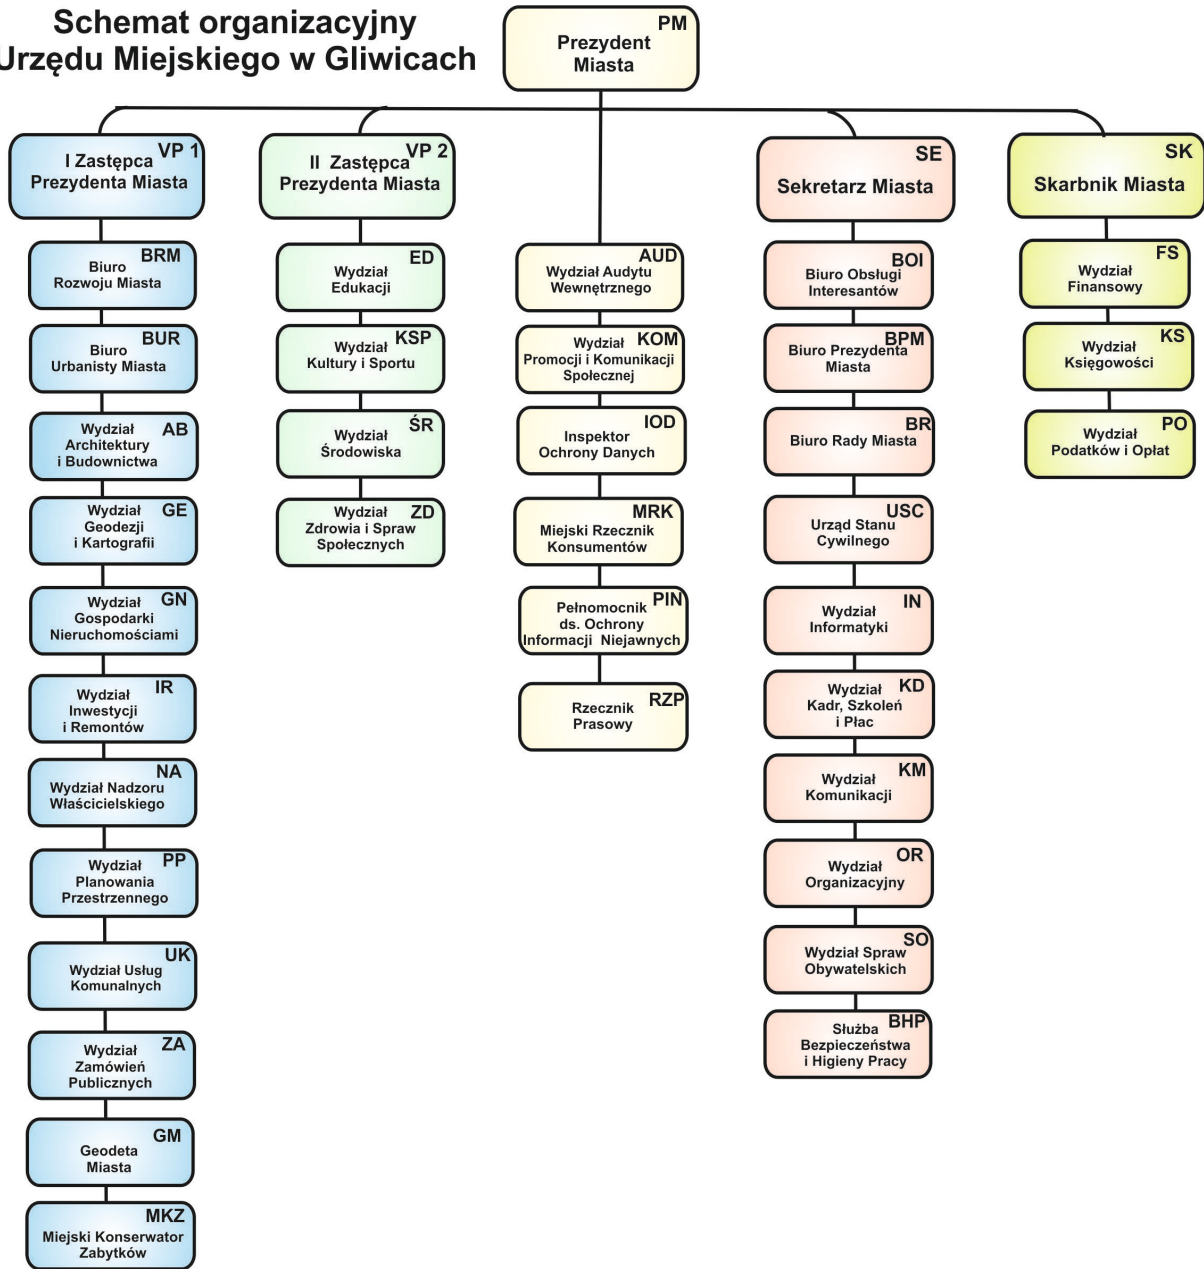 Schemat organizacyjny
Urzędu Miejskiego w Gliwicach
PM
Prezydent
Miasta
VP 1
I Zastępca
Prezydenta Miasta
BRM
Biuro
Rozwoju Miasta
BUR
Biuro
Urbanisty Miasta
AB
Wydział
Architektury
i Budownictwa
GE
Wydział
Geodezji
i Kartografii
GN
Wydział
Gospodarki
Nieruchomościami
IR
Wydział
Inwestycji
i Remontów
NA
Wydział Nadzoru
Właścicielskiego
PP
Wydział
Planowania
Przestrzennego
UK
Wydział Usług
Komunalnych
ZA
Wydział
Zamówień
Publicznych
GM
Geodeta
Miasta
MKZ
Miejski Konserwator
Zabytków
VP 2
II Zastępca
Prezydenta Miasta
ED
Wydział
Edukacji
KSP
Wydział
Kultury i Sportu
ŚR
Wydział
Środowiska
ZD
Wydział
Zdrowia i Spraw
Społecznych
AUD
Wydział Audytu
Wewnętrznego
KOM
Wydział
Promocji i Komunikacji
Społecznej
IOD
Inspektor
Ochrony Danych
MRK
Miejski Rzecznik
Konsumentów
PIN
Pełnomocnik
ds. Ochrony
Informacji Niejawnych
RZP
Rzecznik
Prasowy
SE
Sekretarz Miasta
BOI
Biuro Obsługi
Interesantów
BPM
Biuro Prezydenta
Miasta
BR
Biuro Rady Miasta
USC
Urząd Stanu
Cywilnego
IN
Wydział
Informatyki
KD
Wydział
Kadr, Szkoleń
i Płac
KM
Wydział
Komunikacji
OR
Wydział
Organizacyjny
SO
Wydział Spraw
Obywatelskich
BHP
Służba
Bezpieczeństwa
i Higieny Pracy
SK
Skarbnik Miasta
FS
Wydział
Finansowy
KS
Wydział
Księgowości
PO
Wydział
Podatków i Opłat